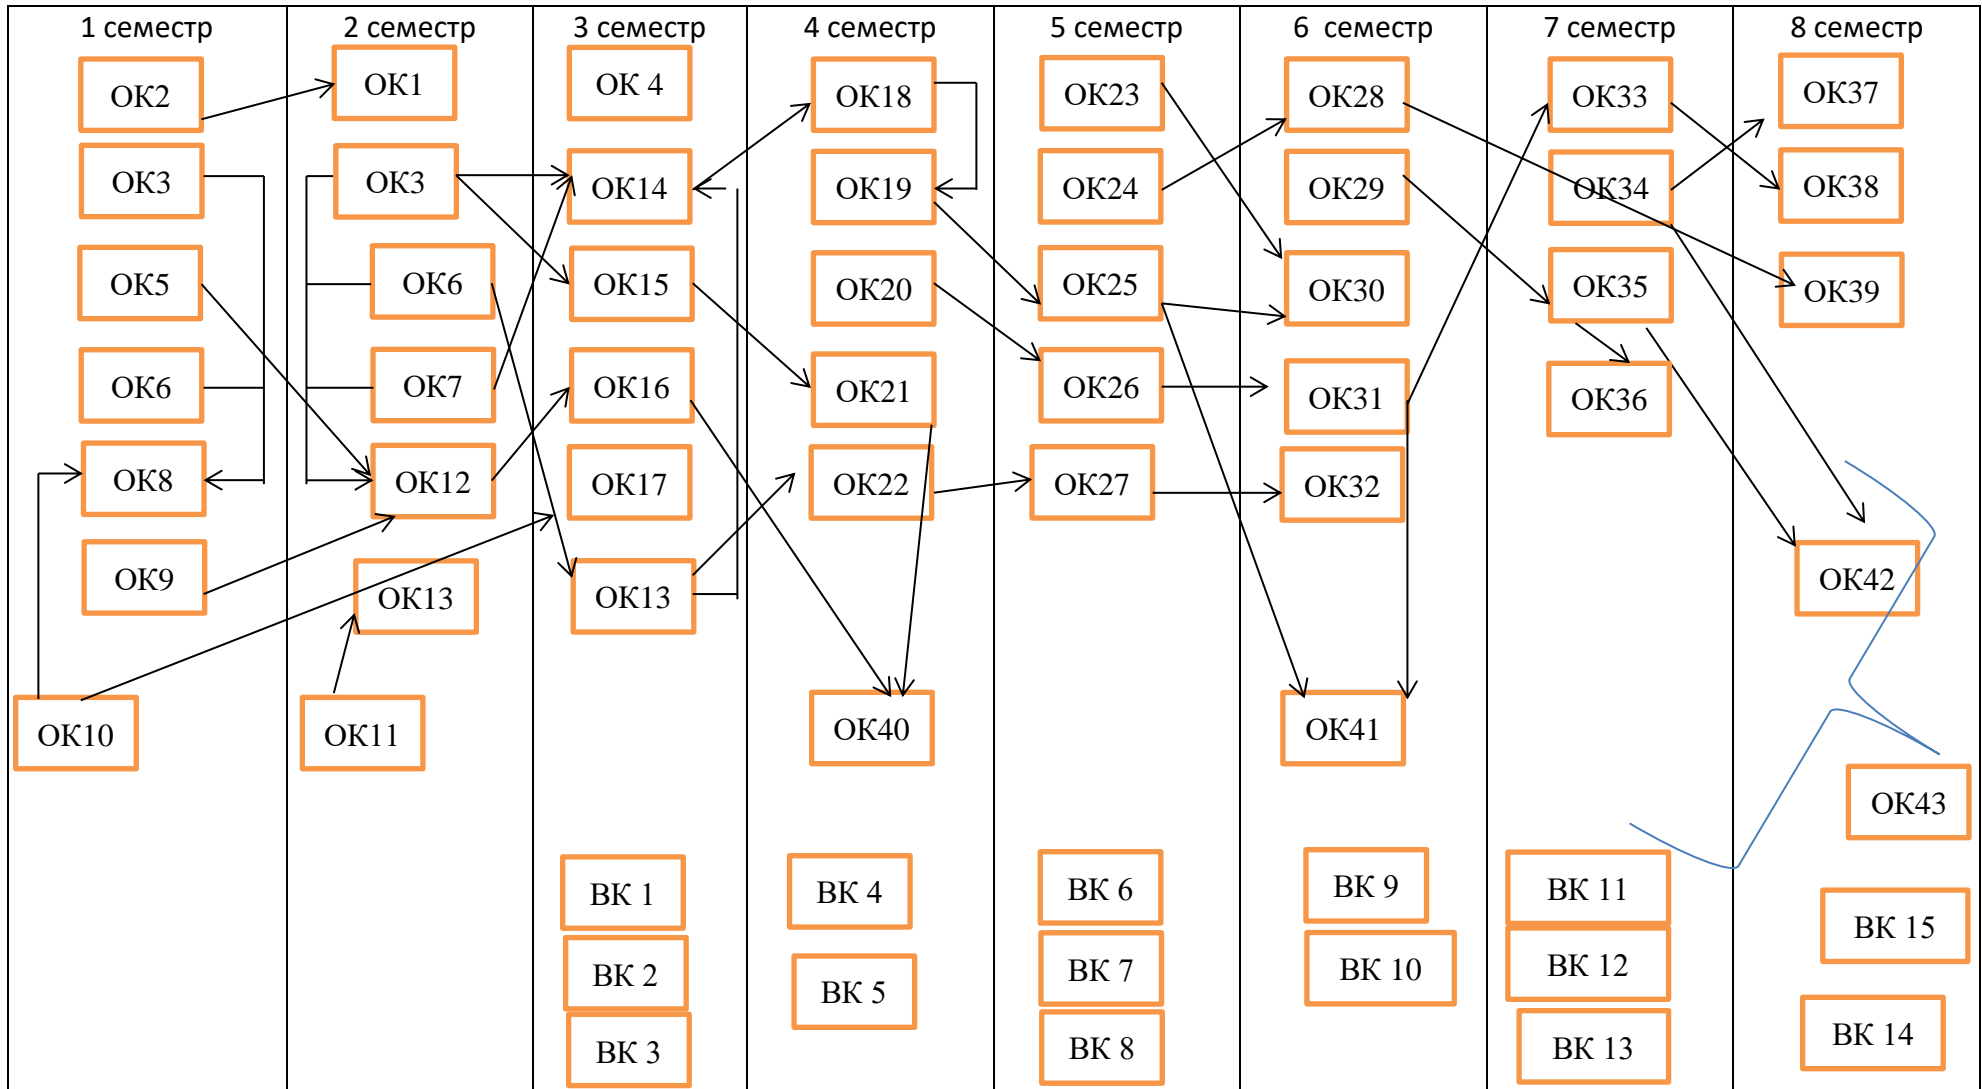 1 семестр
ОК2
ОК3
ОК5
ОК6
ОК8
ОК9
ОК10
2 семестр
ОК1
ОК3
ОК6
ОК7
ОК12
ОК13
ОК11
3 семестр
ОК 4
ОК14
ОК15
ОК16
ОК17
ОК13
ВК 1
ВК 2
ВК 3
4 семестр
ОК18
ОК19
ОК20
ОК21
ОК22
ОК40
ВК 4
ВК 5
5 семестр
ОК23
ОК24
ОК25
ОК26
ОК27
ВК 6
ВК 7
ВК 8
6 семестр
ОК28
ОК29
ОК30
ОК31
ОК32
ОК41
ВК 9
ВК 10
7 семестр
ОК33
ОК34
ОК35
ОК36
ВК 11
ВК 12
ВК 13
8 семестр
ОК37
ОК38
ОК39
ОК42
ОК43
ВК 15
ВК 14